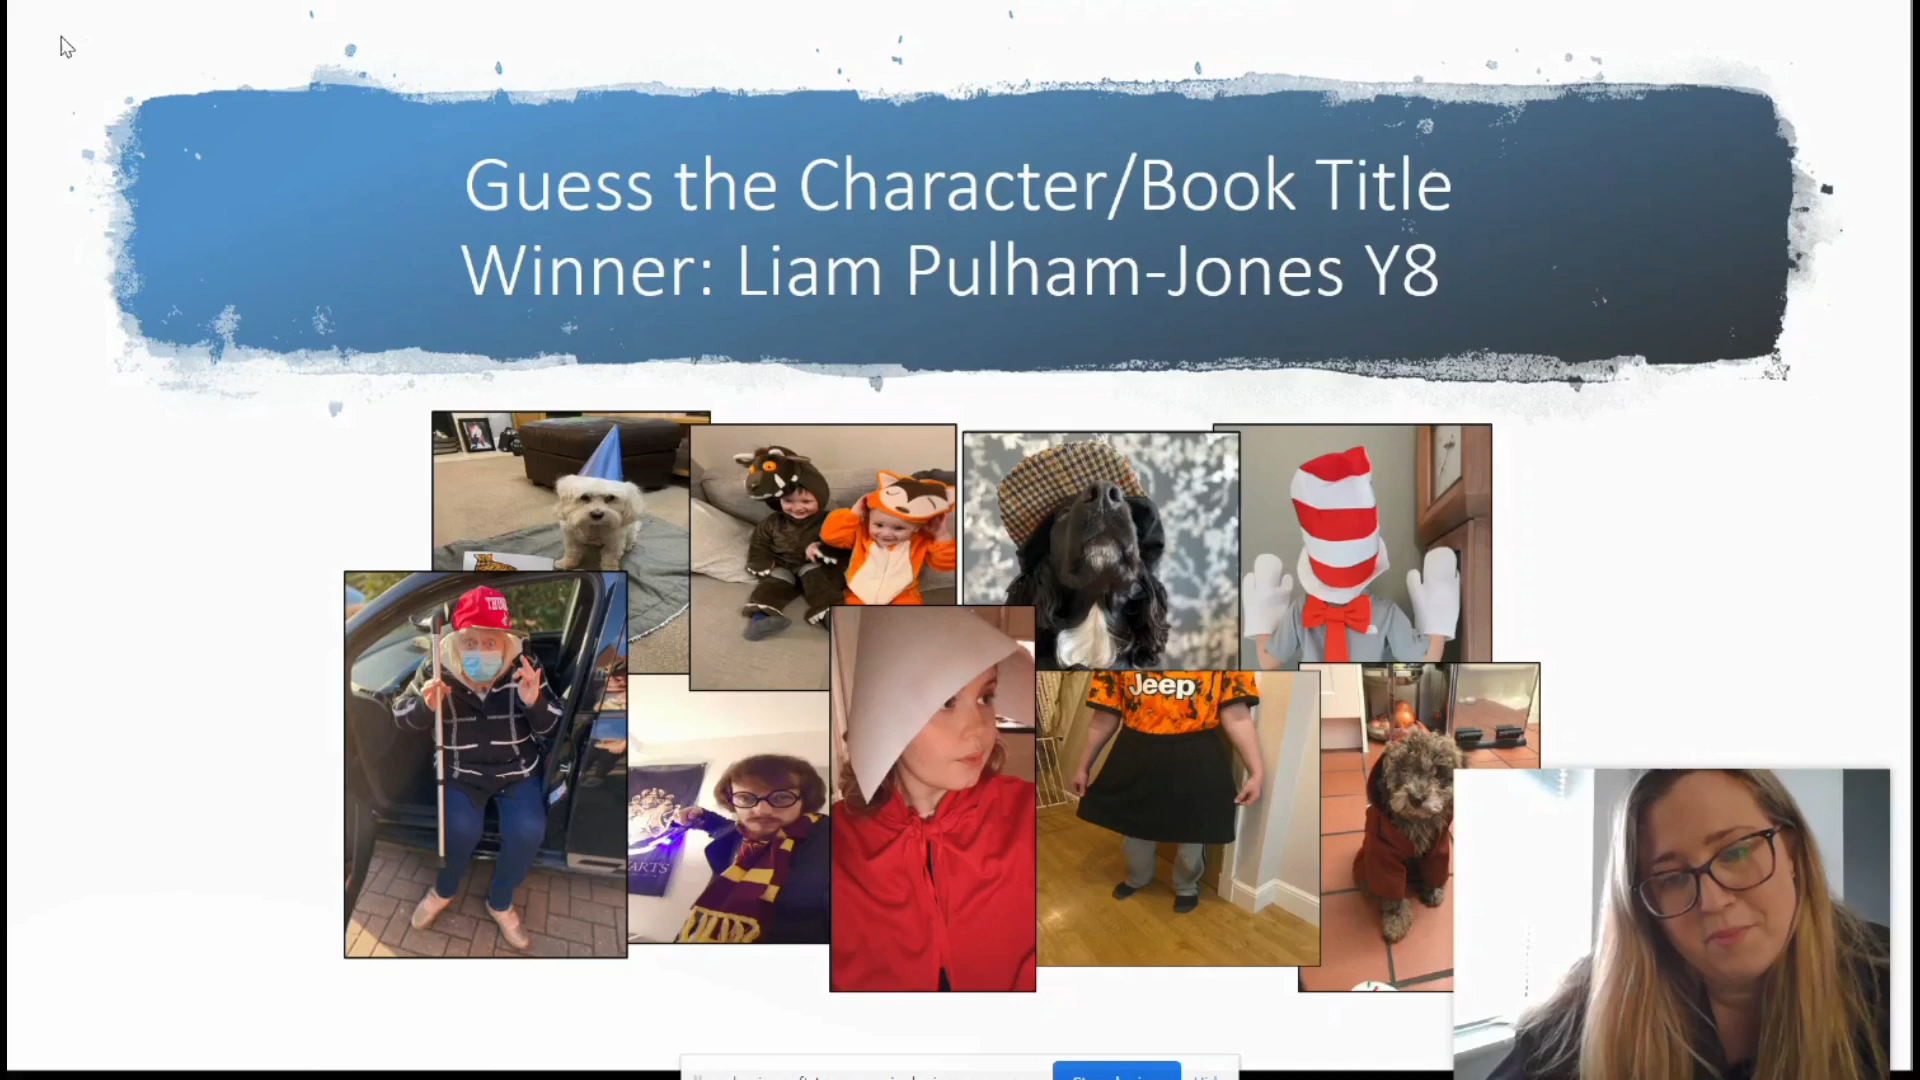 Guess the Character/Book Title
Winner: Liam Pulham-Jones Y8
Jeep